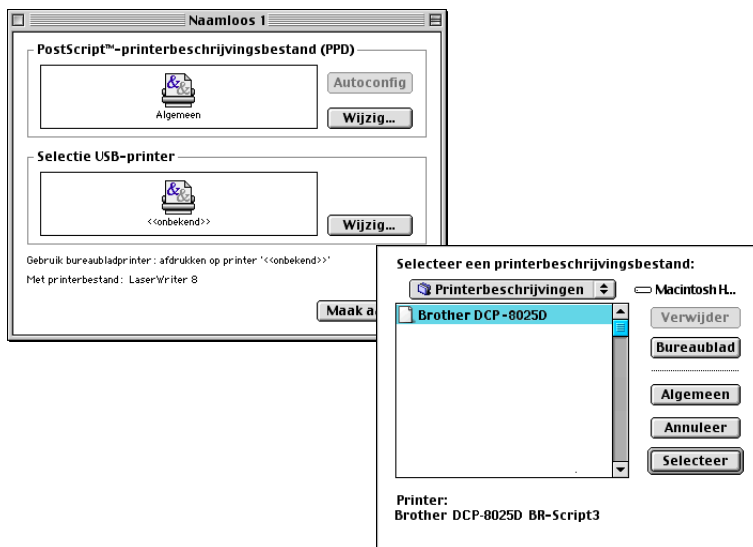 Naamloos 1
PostScript™-printerbeschrijvingsbestand (PPD)
Algemeen
Autoconfig
Wijzig...
Selectie USB-printer
<<onbekend>>
Wijzig...
Gebruik bureaubladprinter: afdrukken op printer '<<onbekend>>'
Met printerbestand: LaserWriter 8
Maak a
Selecteer een printerbeschrijvingsbestand:
Printerbeschrijvingen
Macintosh H...
Brother DCP-8025D
Verwijder
Bureaublad
Algemeen
Annuleer
Selecteer
Printer:
Brother DCP-8025D BR-Script3